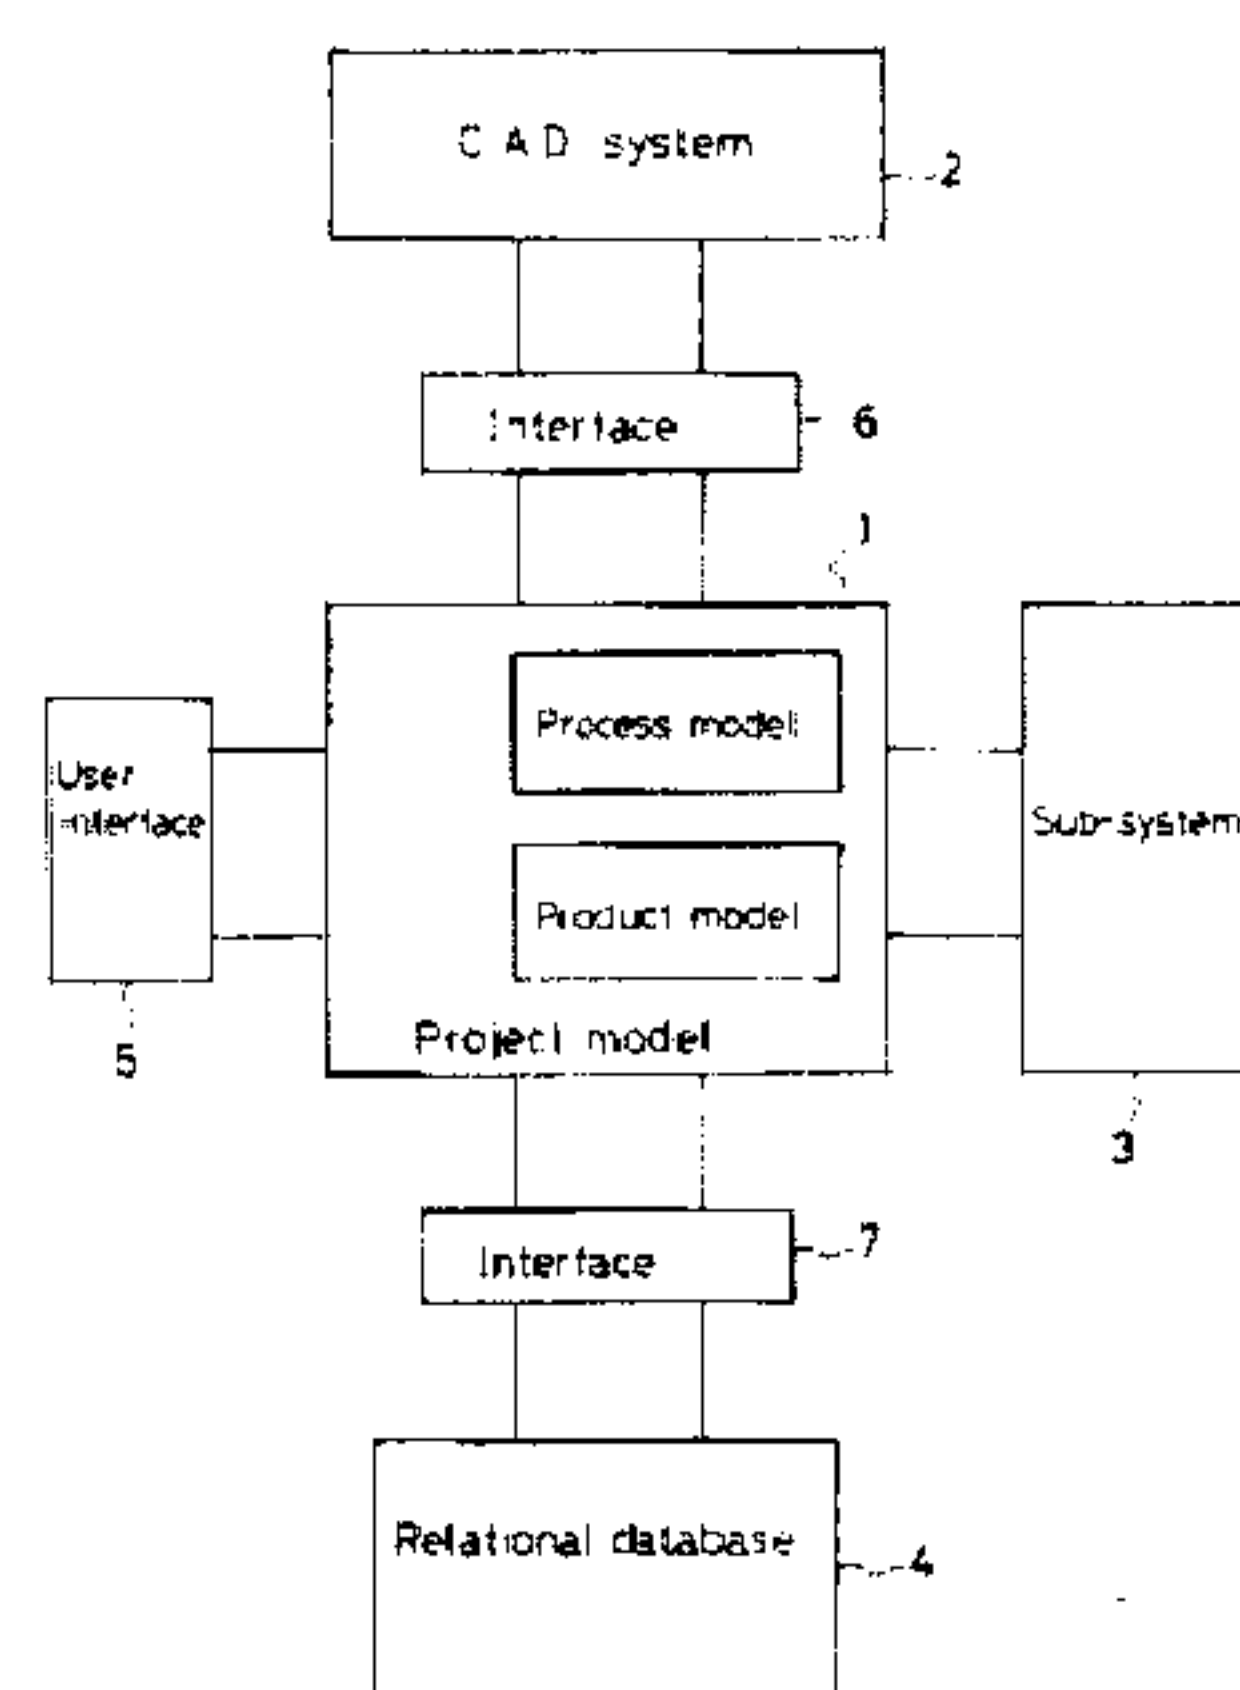 CAD system
2
Interface
6
1
Process model
User
interface
Sub-system
Product model
Project model
5
3
Interface
7
Relational database
4